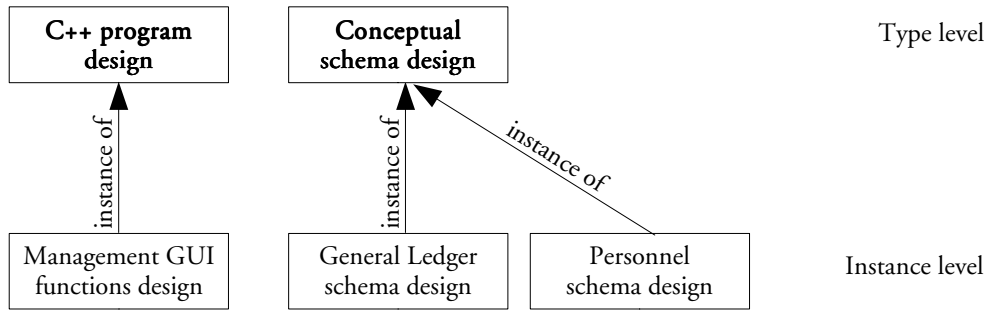 C++ program
design
Conceptual
schema design
Type level
instance of
instance of
instance of
Management GUI
functions design
General Ledger
schema design
Personnel
schema design
Instance level